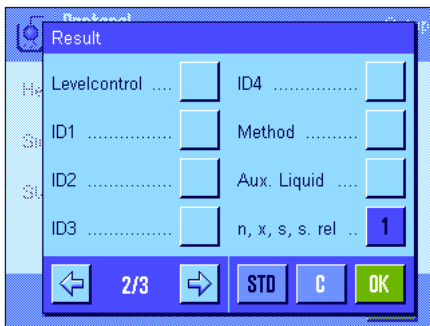 Result
Levelcontrol ....
ID1 ................
ID2 ................
ID3 ................
ID4 ................
Method ..........
Aux. Liquid ....
n, x, s, s. rel .. 1
2/3 STD C OK